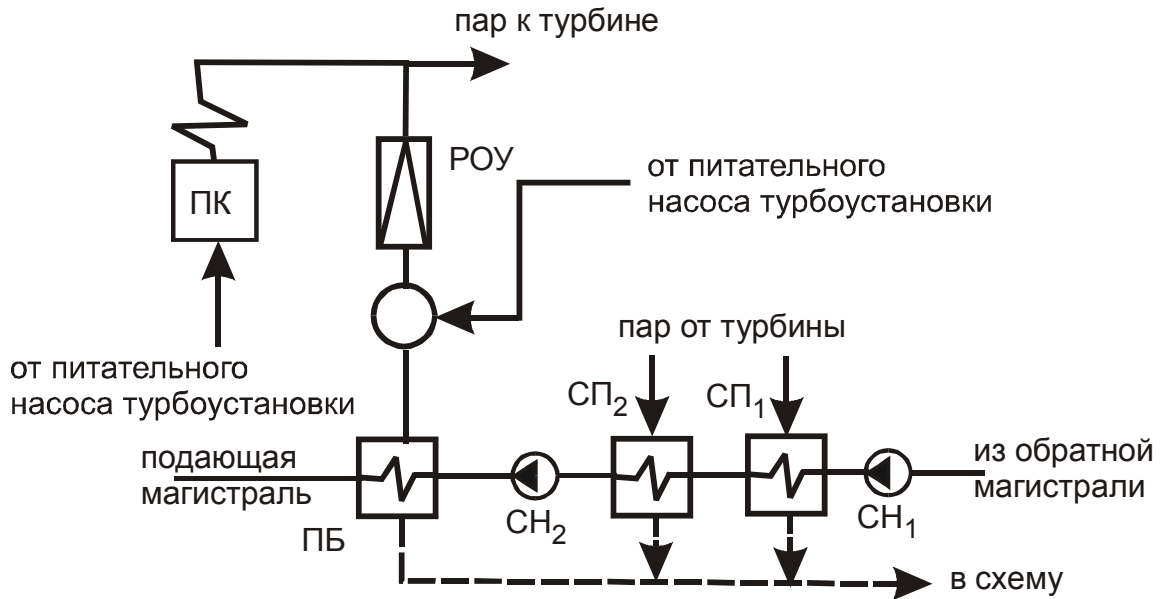 пар к турбине
РОУ
от питательного
насоса турбоустановки
ПК
пар от турбины
от питательного
насоса турбоустановки
СП2
СП1
подающая
магистраль
из обратной
магистрали
ПБ
СН2
СН1
в схему